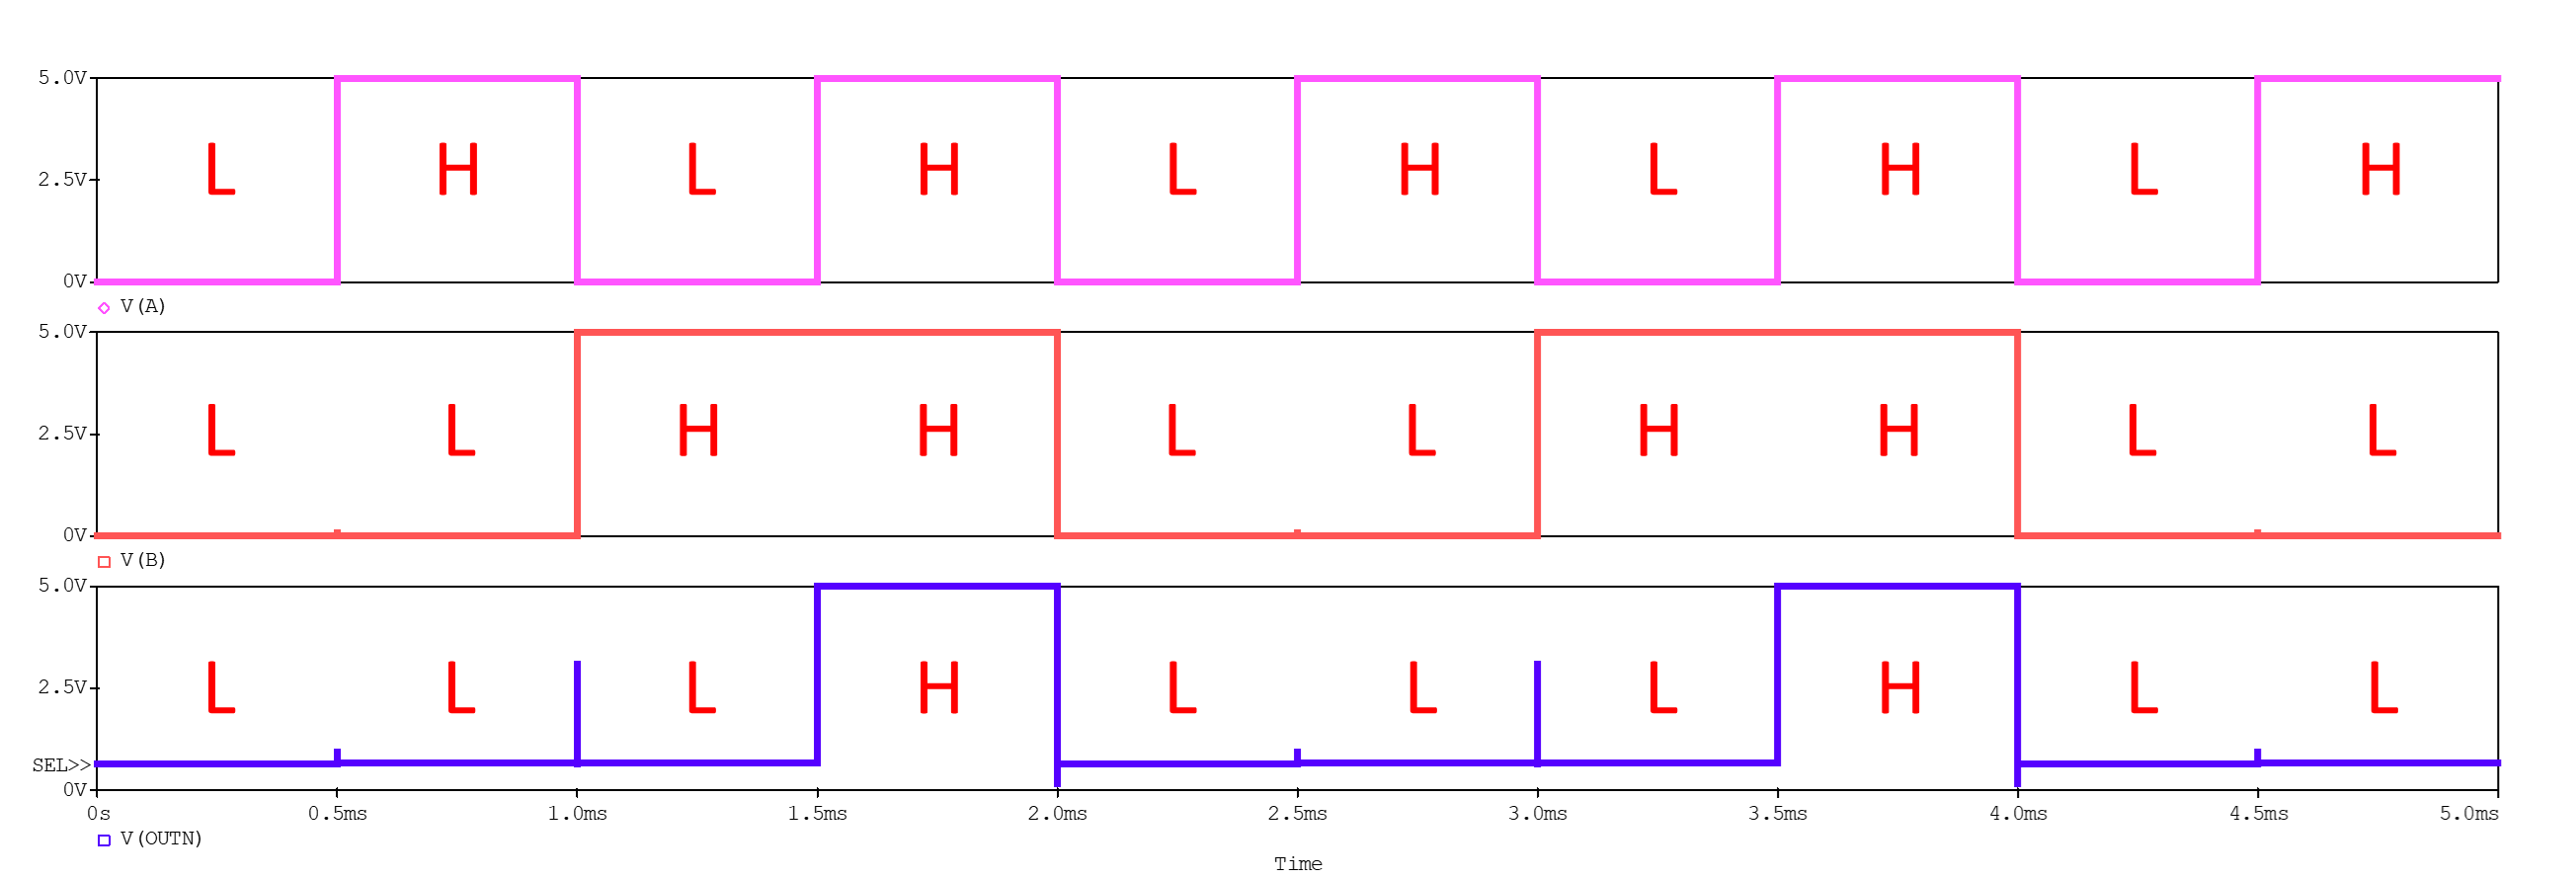 5.0V
L H L H L H L H L H
2.5V
0V
V(A)
5.0V
L L H H L L H H L L
2.5V
0V
V(B)
5.0V
L L L H L L L H L L
2.5V
SEL>>
0V
0s 0.5ms 1.0ms 1.5ms 2.0ms 2.5ms 3.0ms 3.5ms 4.0ms 4.5ms 5.0ms
V(OUTN)
Time